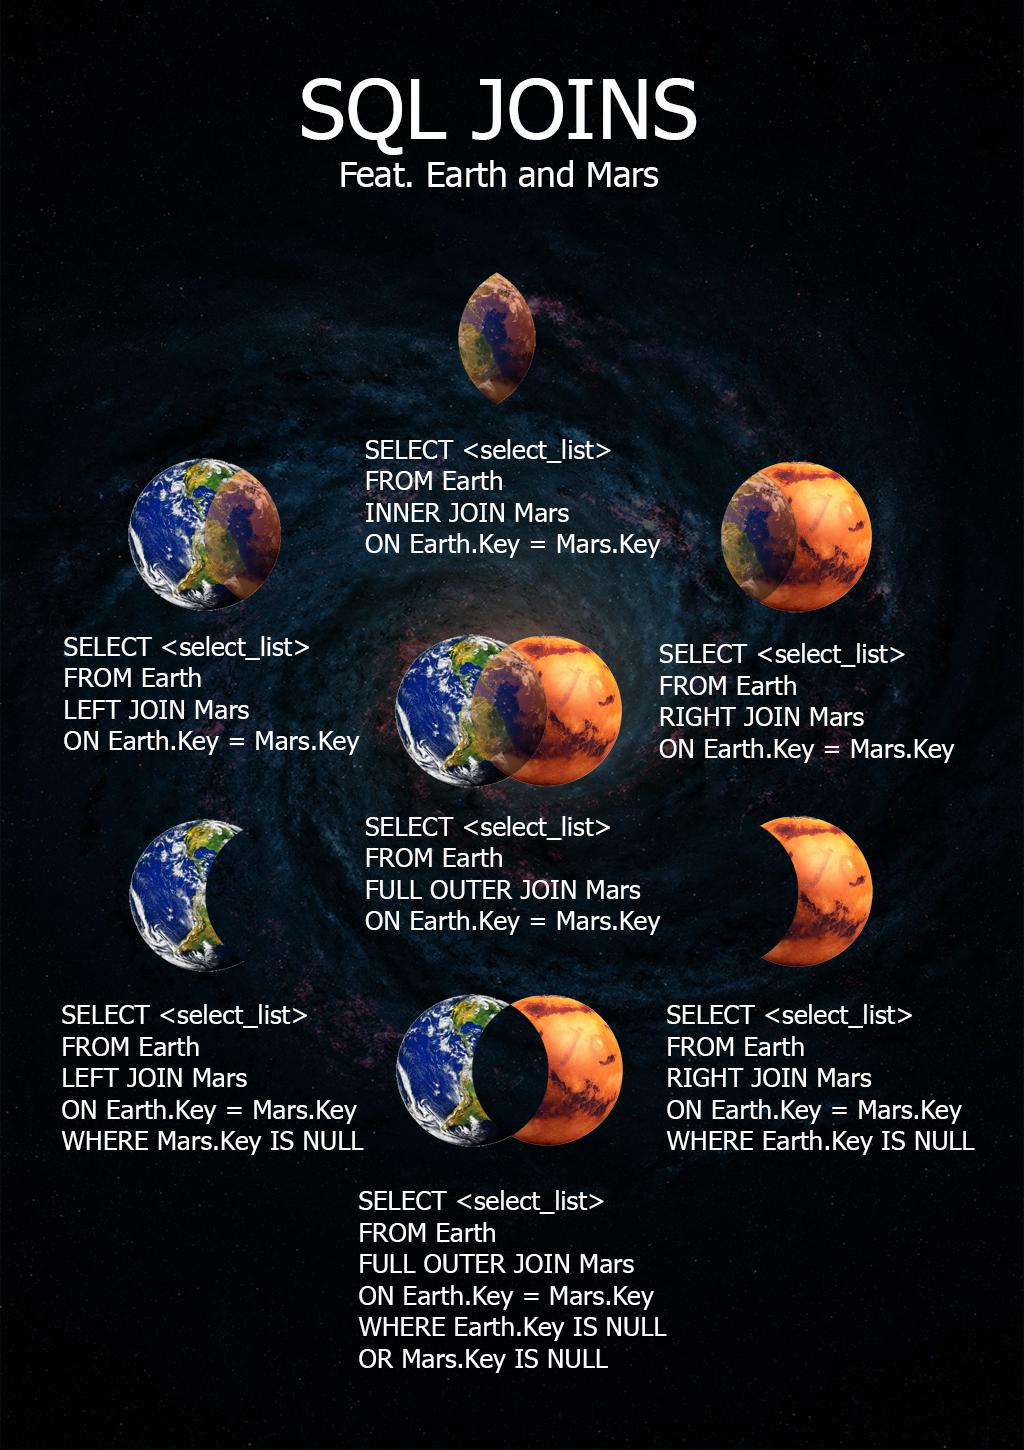 SQL JOINS
Feat. Earth and Mars
SELECT <select_list>
FROM Earth
INNER JOIN Mars
ON Earth.Key = Mars.Key
SELECT <select_list>
FROM Earth
LEFT JOIN Mars
ON Earth.Key = Mars.Key
SELECT <select_list>
FROM Earth
RIGHT JOIN Mars
ON Earth.Key = Mars.Key
SELECT <select_list>
FROM Earth
FULL OUTER JOIN Mars
ON Earth.Key = Mars.Key
SELECT <select_list>
FROM Earth
LEFT JOIN Mars
ON Earth.Key = Mars.Key
WHERE Mars.Key IS NULL
SELECT <select_list>
FROM Earth
RIGHT JOIN Mars
ON Earth.Key = Mars.Key
WHERE Earth.Key IS NULL
SELECT <select_list>
FROM Earth
FULL OUTER JOIN Mars
ON Earth.Key = Mars.Key
WHERE Earth.Key IS NULL
OR Mars.Key IS NULL